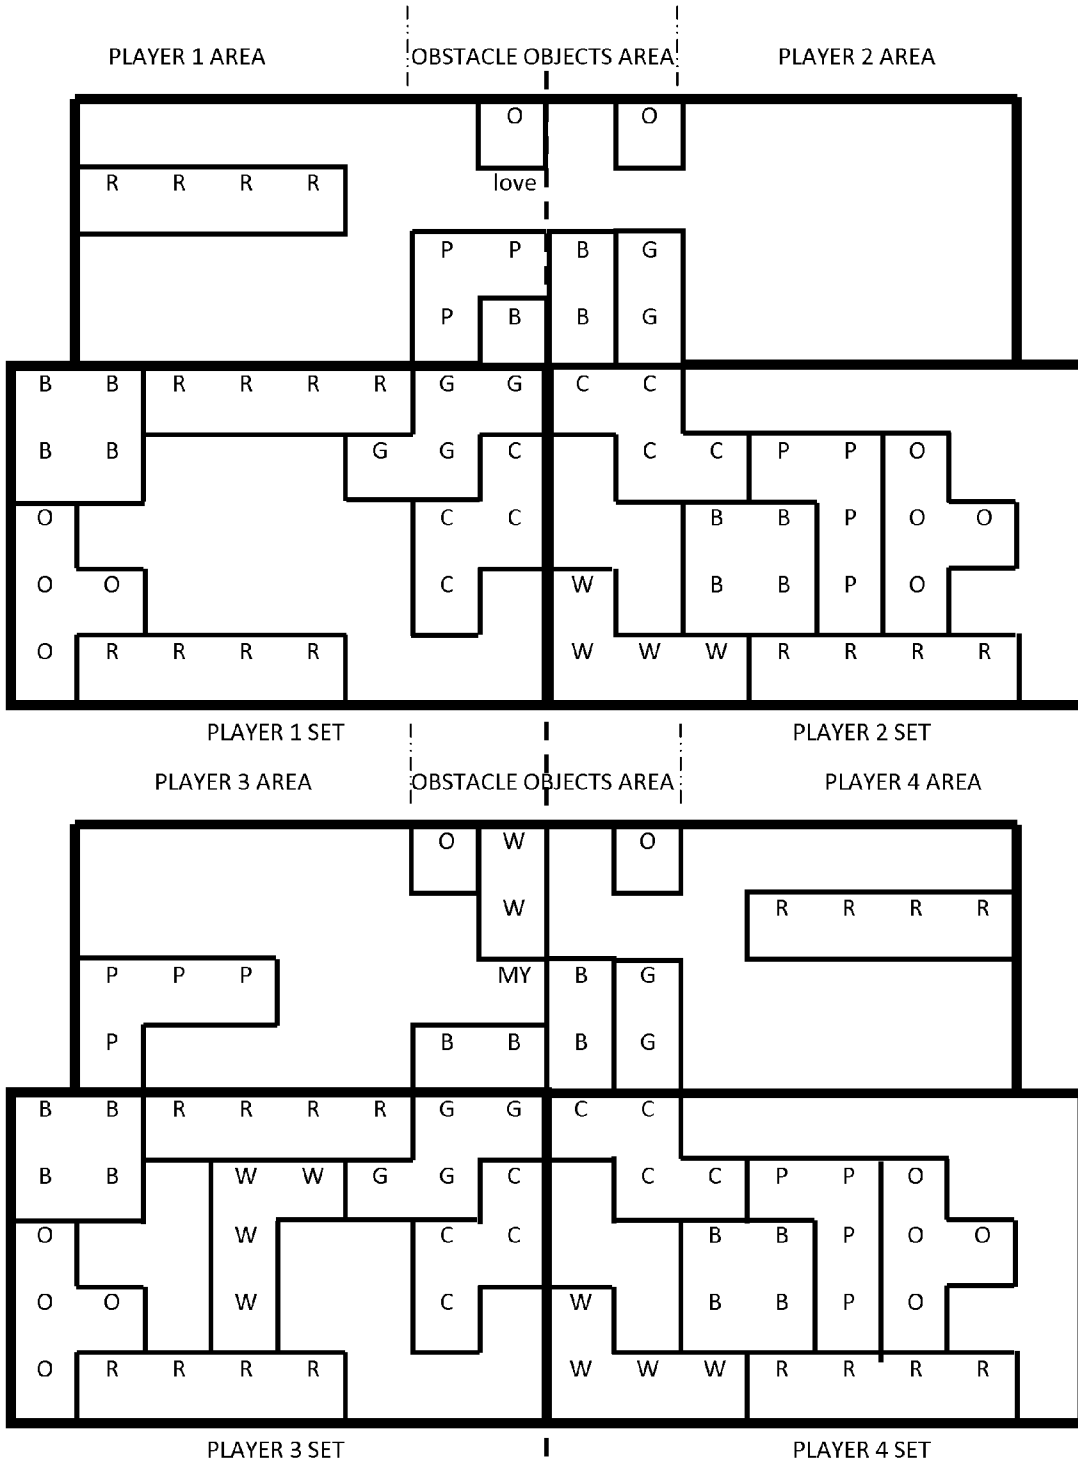 PLAYER 1 AREA OBSTACLE OBJECTS AREA PLAYER 2 AREA
O O
R R R R love
P P B G
P B B G
B B R R R R G G C C
B B G G C C C P P O
O C C B B P O O
O O C W B B P O
O R R R R W W W R R R R
PLAYER 1 SET PLAYER 2 SET
PLAYER 3 AREA OBSTACLE OBJECTS AREA PLAYER 4 AREA
O W O
W R R R R
P P P MY B G
P B B B G
B B R R R R G G C C
B B W W G G C C C P P O
O W C C B B P O O
O O W C W B B P O
O R R R R W W W R R R R
PLAYER 3 SET PLAYER 4 SET